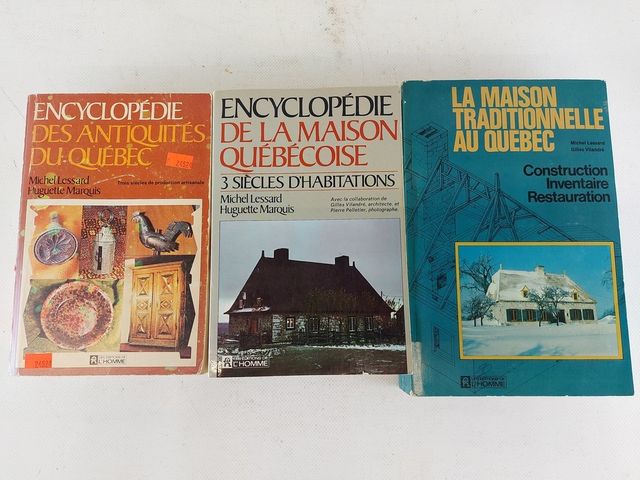 ENCYCLOPÉDIE
DES ANTIQUITÉS
DU QUÉBEC
24524
Michel Lessard
Huguette Marquis
Trois siècles de production artisanale
24524
LES ÉDITIONS DE
L'HOMME
ENCYCLOPÉDIE
DE LA MAISON
QUÉBÉCOISE
3 SIÈCLES D'HABITATIONS
Michel Lessard
Huguette Marquis
Avec la collaboration de
Gilles Vilandré, architecte, et
Pierre Pelletier, photographe.
LES ÉDITIONS DE
L'HOMME
LA MAISON
TRADITIONNELLE
AU QUÉBEC
Michel Lessard
Gilles Vilandré
Construction
Inventaire
Restauration
LES ÉDITIONS DE
L'HOMME